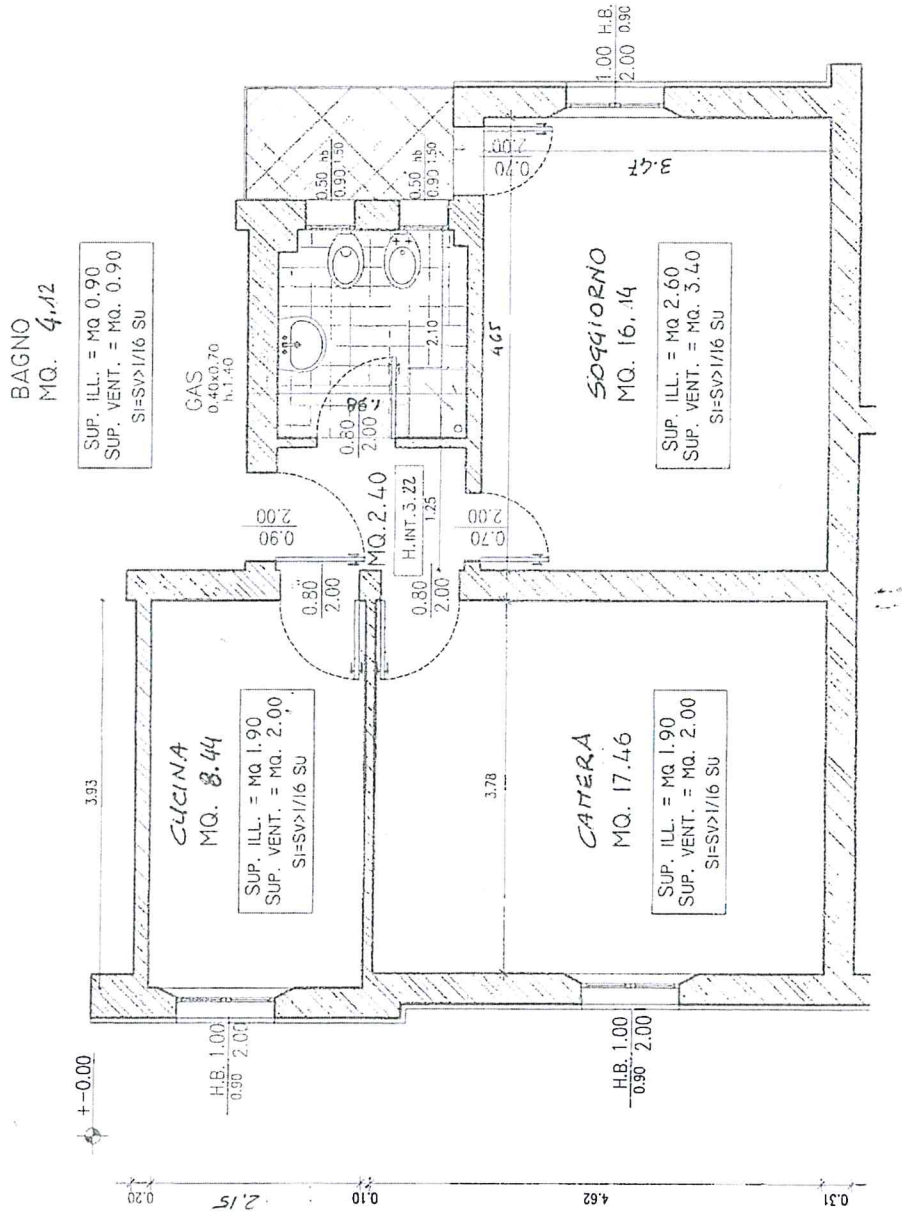 BAGNO
MQ. 4,12
SUP. ILL. = MQ 0.90
SUP. VENT. = MQ. 0.90
SI=SV>1/16 SU
GAS
0.40x0.70
h.1.40
0.50 hb
0.90 1.50
0.50 hb
0.90 1.50
2.10
1.98
0.80
2.00
0.90
2.00
MQ. 2.40
H.INT. 3.22
1.25
0.70
2.00
0.70
2.00
1.00 H.B.
2.00 0.90
465
3.47
SOGGIORNO
MQ. 16,.14
SUP. ILL. = MQ 2.60
SUP. VENT. = MQ. 3.40
SI=SV>1/16 SU
0.80
2.00
0.80
2.00
3.93
CUCINA
MQ. 8.44
SUP. ILL. = MQ 1.90
SUP. VENT. = MQ. 2.00
SI=SV>1/16 SU
3.78
CAMERA
MQ. 17.46
SUP. ILL. = MQ 1.90
SUP. VENT. = MQ. 2.00
SI=SV>1/16 SU
H.B. 1.00
0.90 2.00
H.B. 1.00
0.90 2.00
+-0.00
0.20
2.15
0.10
4.62
0.31